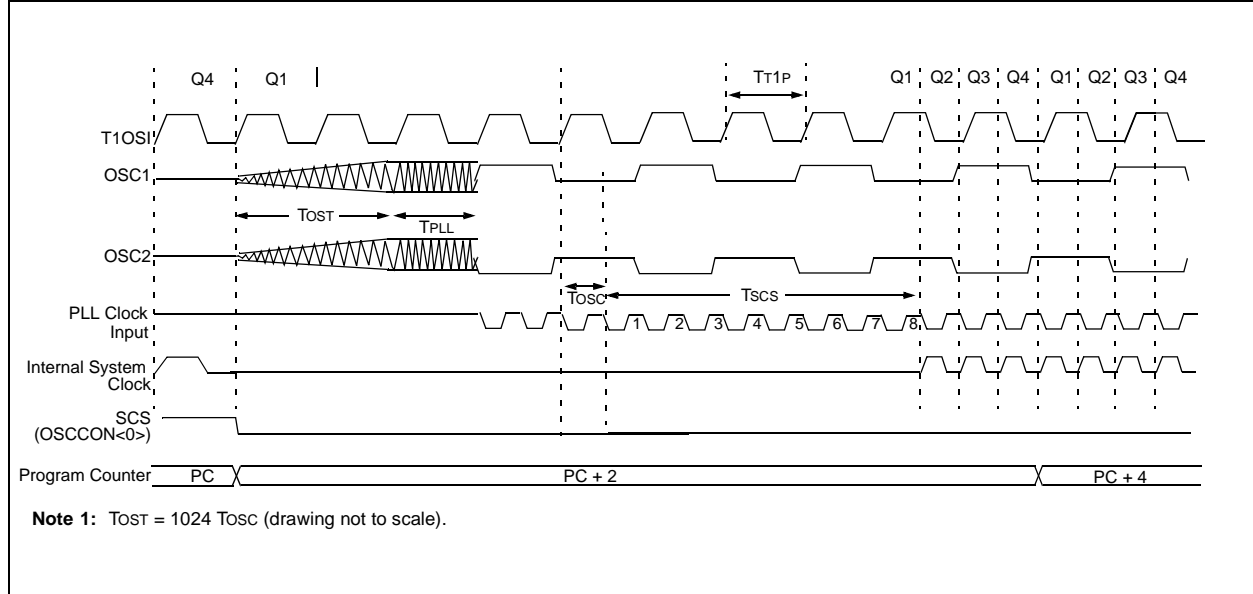 Q4 Q1 TT1P Q1 Q2 Q3 Q4 Q1 Q2 Q3 Q4
T1OSI
OSC1
TOST
TPLL
OSC2
TOSC TSCS
PLL Clock
Input
1 2 3 4 5 6 7 8
Internal System
Clock
SCS
(OSCCON<0>)
Program Counter PC PC + 2 PC + 4
Note 1: TOST = 1024 TOSC (drawing not to scale).